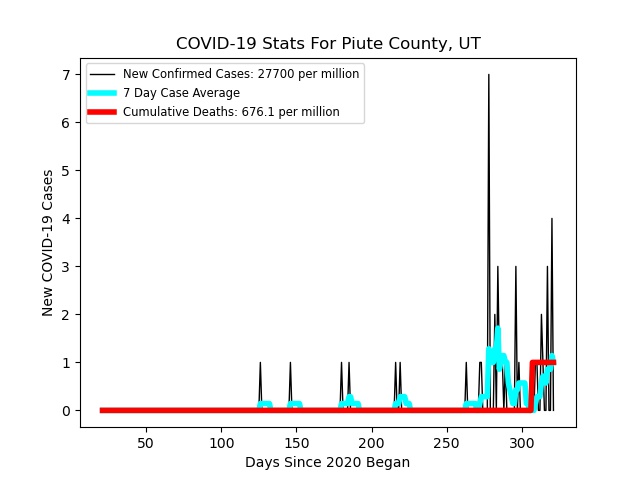 COVID-19 Stats For Piute County, UT
New Confirmed Cases: 27700 per million
7 Day Case Average
Cumulative Deaths: 676.1 per million
New COVID-19 Cases
7
6
5
4
3
2
1
0
50 100 150 200 250 300
Days Since 2020 Began